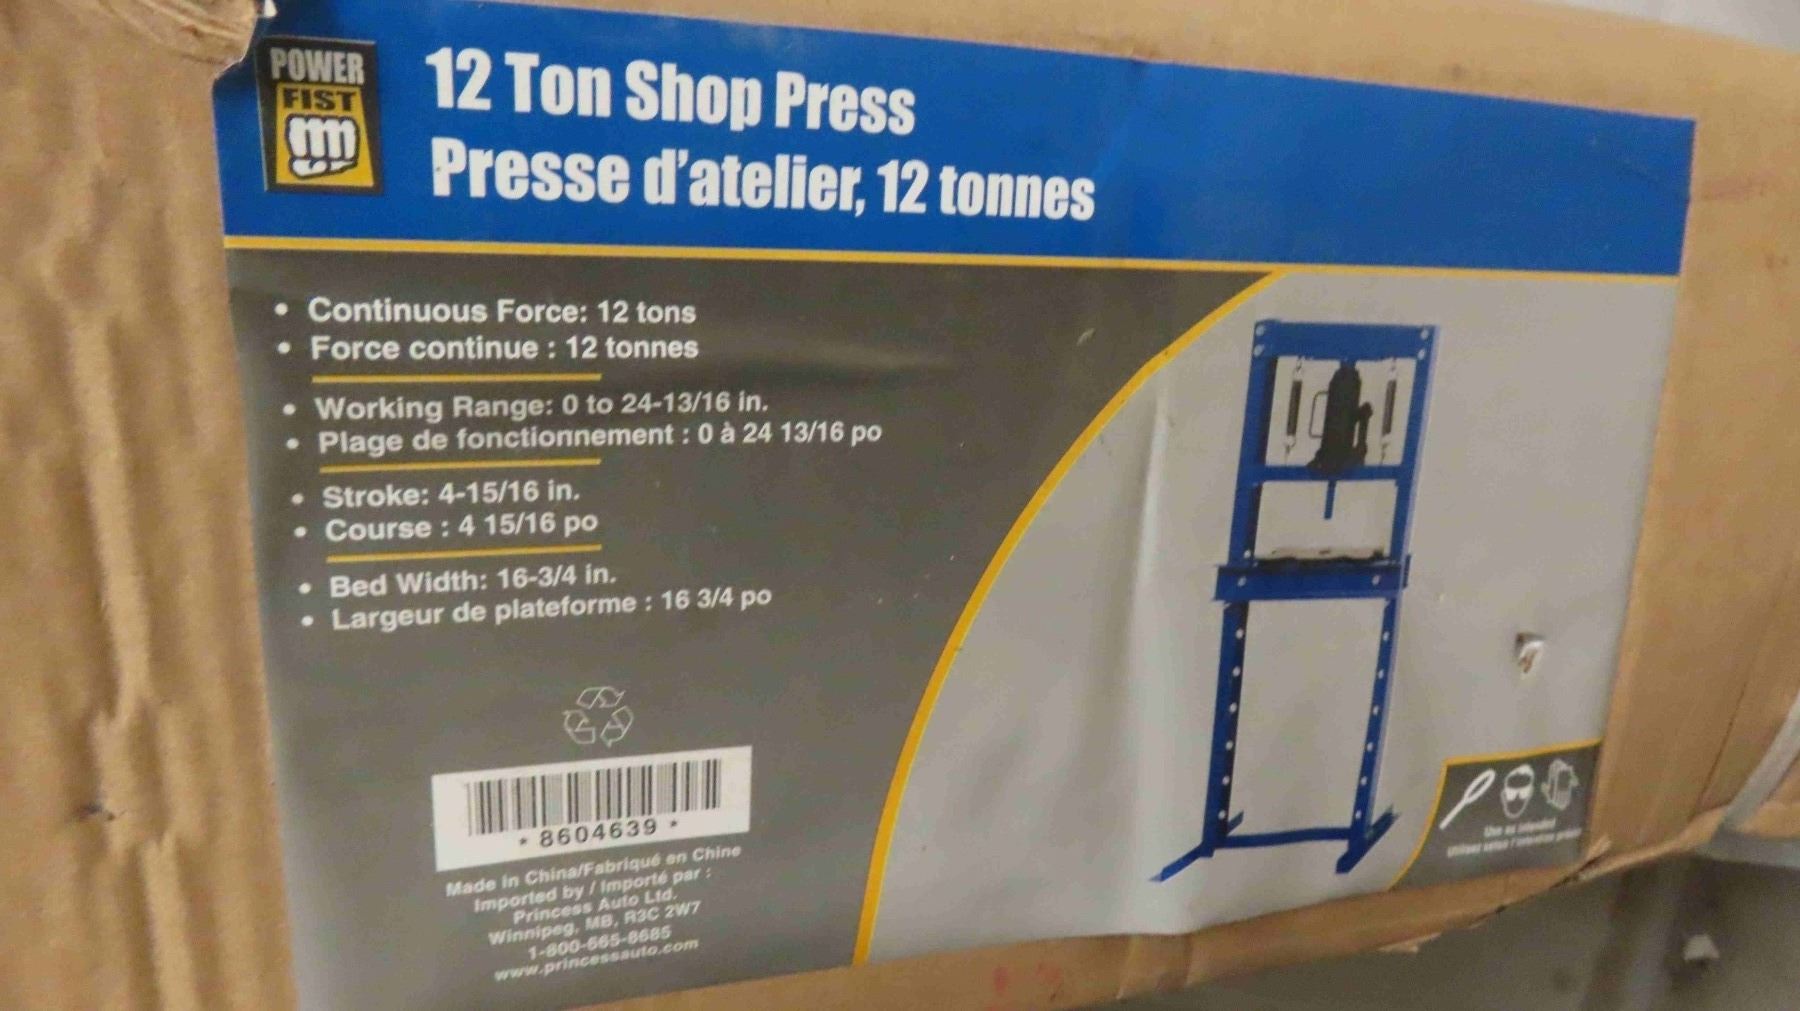 POWER
FIST
12 Ton Shop Press
Presse d'atelier, 12 tonnes
• Continuous Force: 12 tons
• Force continue : 12 tonnes
• Working Range: 0 to 24-13/16 in.
• Plage de fonctionnement : 0 à 24 13/16 po
• Stroke: 4-15/16 in.
• Course : 4 15/16 po
• Bed Width: 16-3/4 in.
• Largeur de plateforme : 16 3/4 po
* 8604639 *
Made in China/Fabriqué en Chine
Imported by / Importé par :
Princess Auto Ltd.
Winnipeg, MB, R3C 2W7
1-800-665-8685
www.princessauto.com
Use as intended